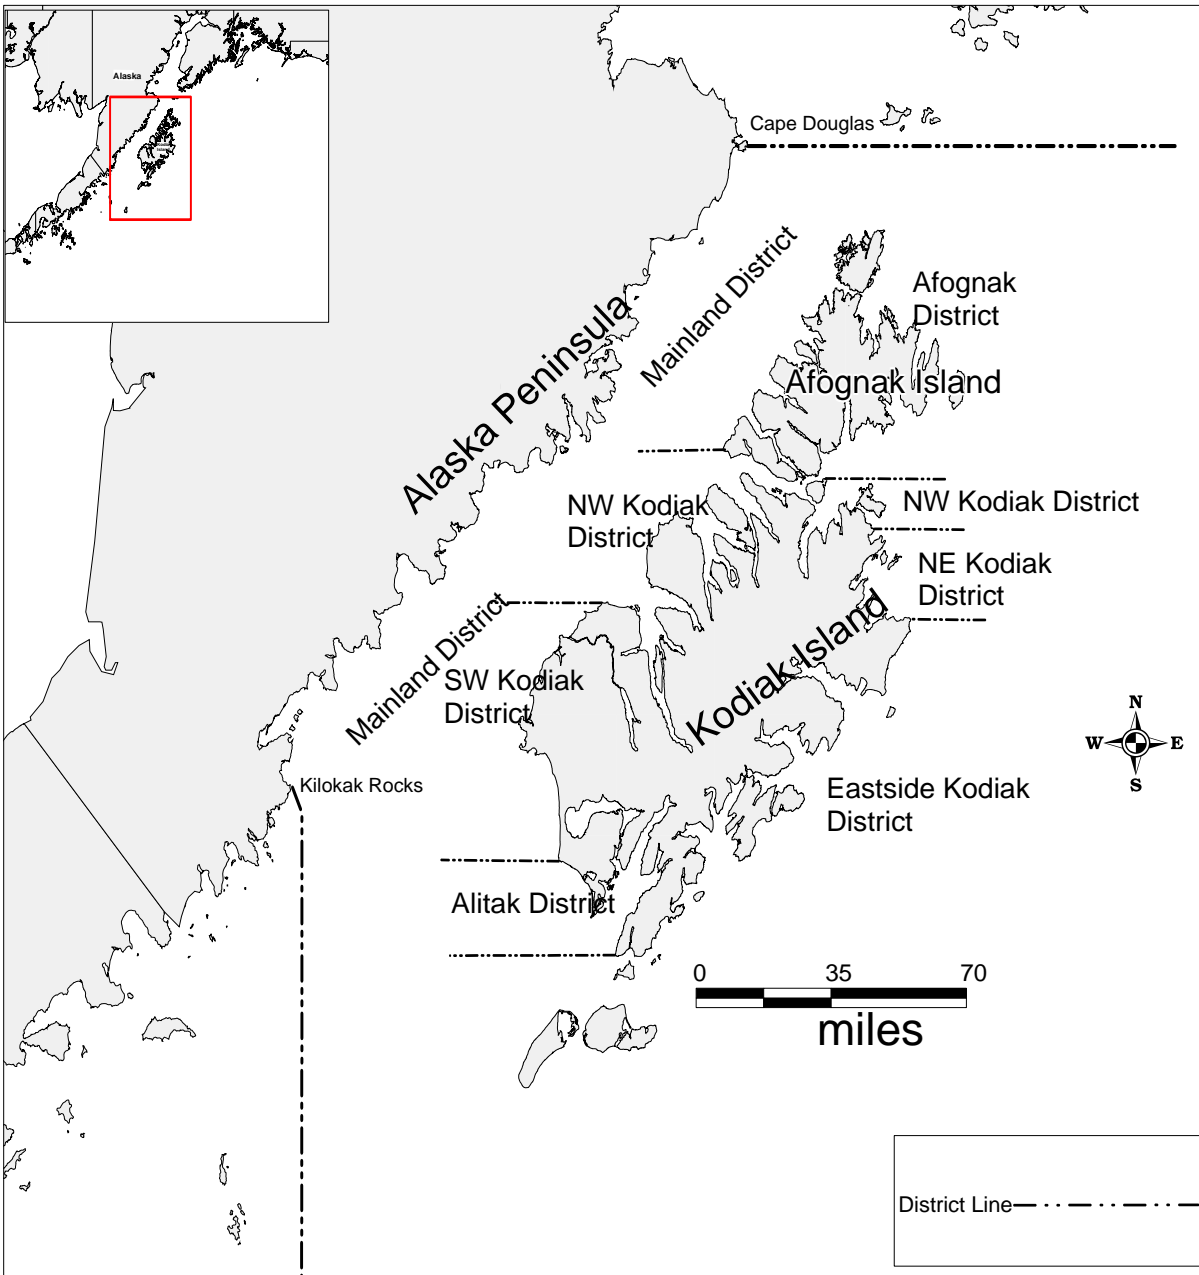 Alaska
Cape Douglas
Mainland District
Afognak
District
Alaska Peninsula
Afognak Island
NW Kodiak
District
NW Kodiak District
NE Kodiak
District
Mainland District
Kodiak Island
SW Kodiak
District
N
W E
S
Kilokak Rocks
Eastside Kodiak
District
Alitak District
0 35 70
miles
District Line